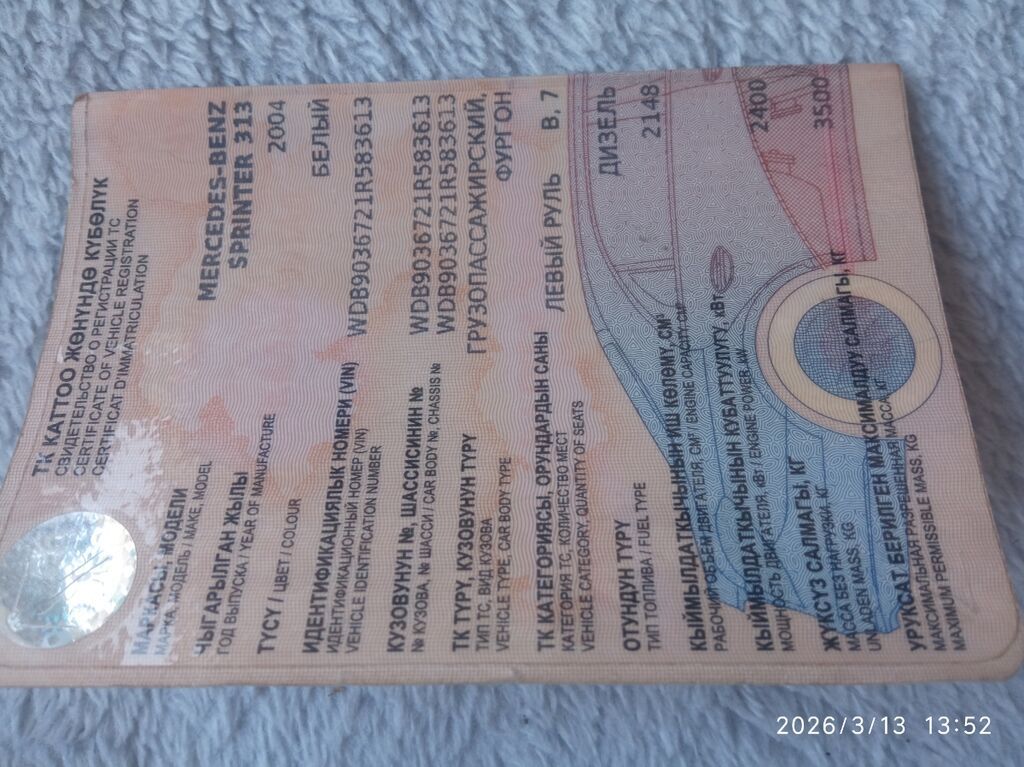 ТК КАТТОО ЖӨНҮНДӨ КҮБӨЛҮК
СВИДЕТЕЛЬСТВО О РЕГИСТРАЦИИ ТС
CERTIFICATE OF VEHICLE REGISTRATION
CERTIFICAT D'IMMATRICULATION
МАРКАСЫ, МОДЕЛИ
МАРКА, МОДЕЛЬ / MAKE, MODEL
MERCEDES-BENZ
SPRINTER 313
ЧЫГАРЫЛГАН ЖЫЛЫ
ГОД ВЫПУСКА / YEAR OF MANUFACTURE
2004
ТҮСҮ / ЦВЕТ / COLOUR
БЕЛЫЙ
ИДЕНТИФИКАЦИЯЛЫК НОМЕРИ (VIN)
ИДЕНТИФИКАЦИОННЫЙ НОМЕР (VIN)
VEHICLE IDENTIFICATION NUMBER
WDB9036721R583613
КУЗОВУНУН №, ШАССИСИНИН №
№ КУЗОВА, № ШАССИ / CAR BODY №, CHASSIS №
WDB9036721R583613
WDB9036721R583613
ТК ТҮРҮ, КУЗОВУНУН ТҮРҮ
ТИП ТС, ВИД КУЗОВА
VEHICLE TYPE, CAR BODY TYPE
ГРУЗОПАССАЖИРСКИЙ,
ФУРГОН
ТК КАТЕГОРИЯСЫ, ОРУНДАРДЫН САНЫ
КАТЕГОРИЯ ТС, КОЛИЧЕСТВО МЕСТ
VEHICLE CATEGORY, QUANTITY OF SEATS
ЛЕВЫЙ РУЛЬ B, 7
ОТУНДУН ТҮРҮ
ТИП ТОПЛИВА / FUEL TYPE
ДИЗЕЛЬ
КЫЙМЫЛДАТКЫЧЫНЫН ИШ КӨЛӨМҮ, СМ³
РАБОЧИЙ ОБЪЕМ ДВИГАТЕЛЯ, СМ³ / ENGINE CAPACITY, CM³
2148
КЫЙМЫЛДАТКЫЧЫНЫН КУБАТТУУЛУГУ, кВт
МОЩНОСТЬ ДВИГАТЕЛЯ, кВт / ENGINE POWER, kW
ЖҮКСҮЗ САЛМАГЫ, КГ
МАССА БЕЗ НАГРУЗКИ, КГ
UNLADEN MASS, KG
2400
УРУКСАТ БЕРИЛГЕН МАКСИМАЛДУУ САЛМАГЫ, КГ
МАКСИМАЛЬНАЯ РАЗРЕШЕННАЯ МАССА, КГ
MAXIMUM PERMISSIBLE MASS, KG
3500
2026/3/13 13:52